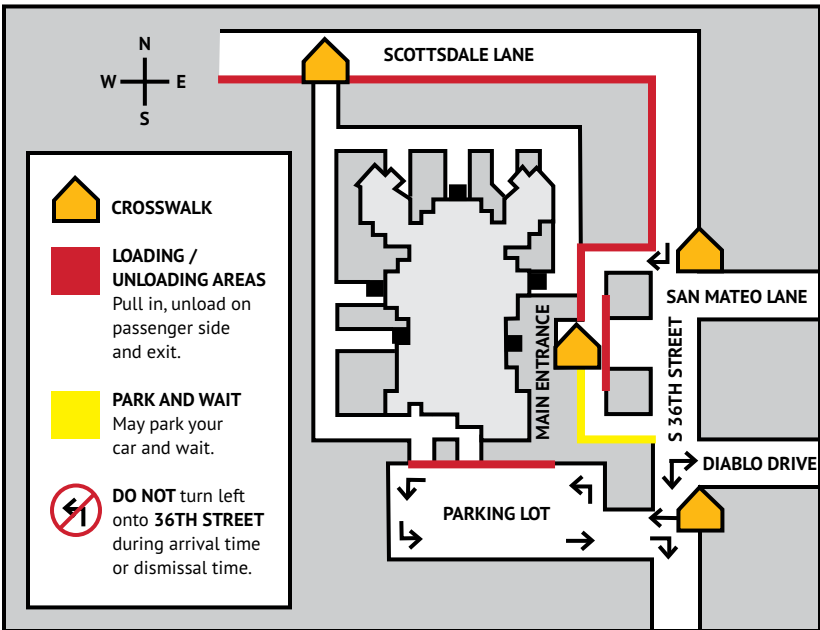 N
W E
S
SCOTTSDALE LANE
CROSSWALK
LOADING /
UNLOADING AREAS
Pull in, unload on
passenger side
and exit.
PARK AND WAIT
May park your
car and wait.
DO NOT turn left
onto 36TH STREET
during arrival time
or dismissal time.
MAIN ENTRANCE
SAN MATEO LANE
S 36TH STREET
DIABLO DRIVE
PARKING LOT